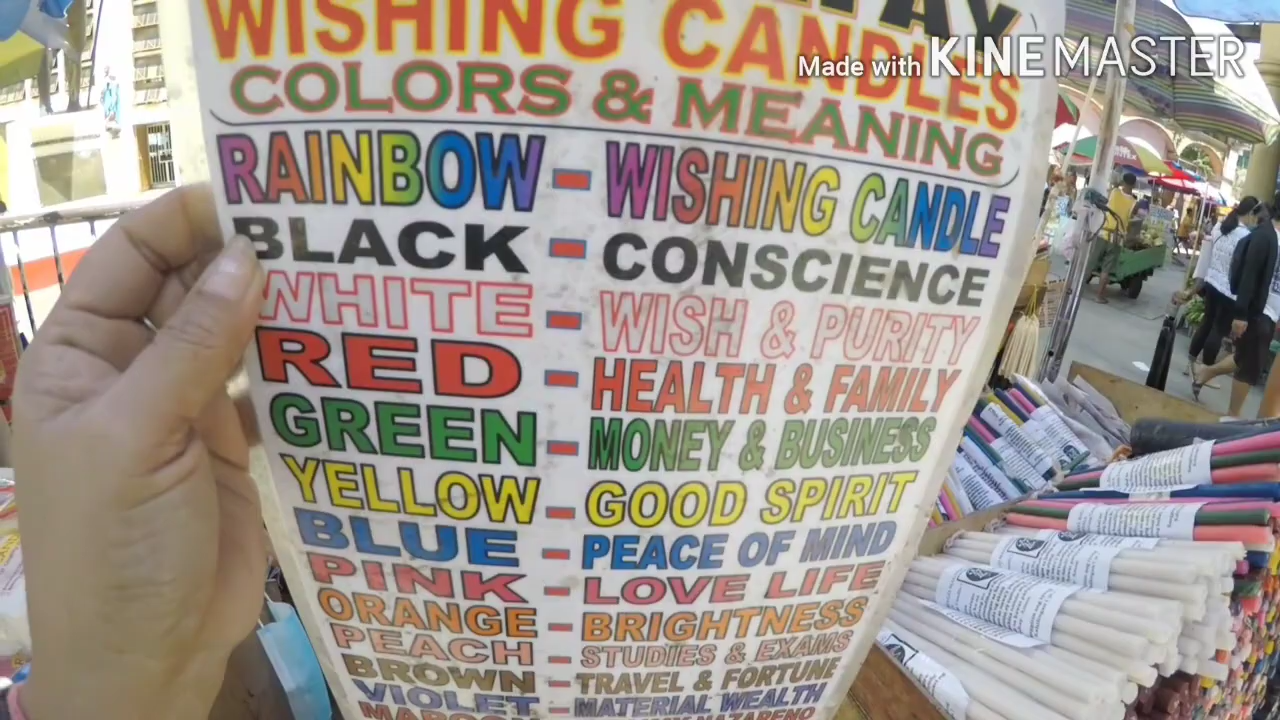 WISHING CANDLES
COLORS & MEANING
RAINBOW - WISHING CANDLE
BLACK - CONSCIENCE
WHITE - WISH & PURITY
RED - HEALTH & FAMILY
GREEN - MONEY & BUSINESS
YELLOW - GOOD SPIRIT
BLUE - PEACE OF MIND
PINK - LOVE LIFE
ORANGE - BRIGHTNESS
PEACH - STUDIES & EXAMS
BROWN - TRAVEL & FORTUNE
VIOLET - MATERIAL WEALTH
NAZARENO
Made with KINEMASTER